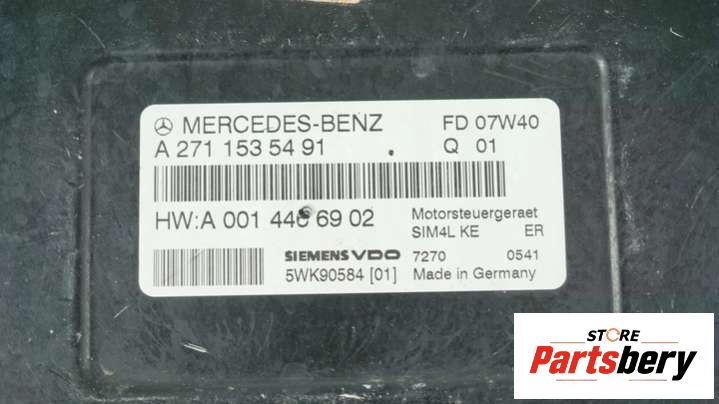 MERCEDES-BENZ FD 07W40
A 271 153 54 91 Q 01
HW:A 001 446 69 02 Motorsteuergeraet
SIM4L KE ER
SIEMENS VDO 7270 0541
5WK90584 [01] Made in Germany
STORE
Partsbery